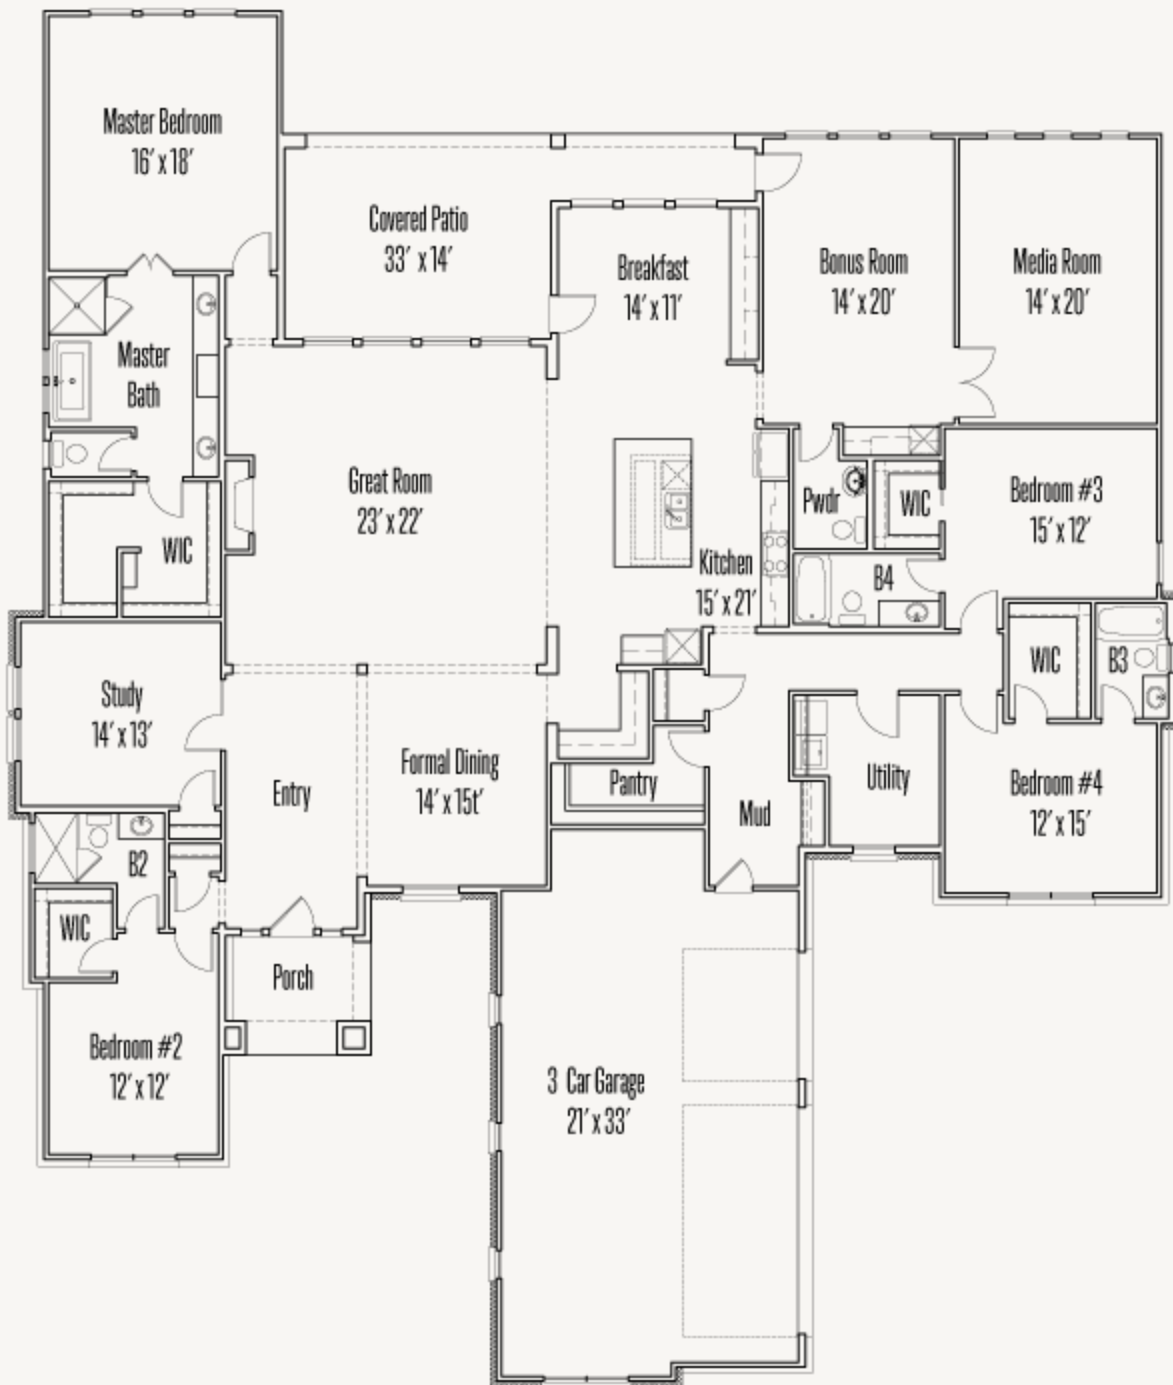 Master Bedroom
16' x 18'
Covered Patio
33' x 14'
Breakfast
14' x 11'
Bonus Room
14' x 20'
Media Room
14' x 20'
Master
Bath
Great Room
23' x 22'
WIC
Kitchen
15' x 21'
Pwdr
WIC
Bedroom #3
15' x 12'
B4
WIC
B3
Study
14' x 13'
Entry
Formal Dining
14' x 15t'
Pantry
Mud
Utility
Bedroom #4
12' x 15'
B2
WIC
Porch
Bedroom #2
12' x 12'
3 Car Garage
21' x 33'